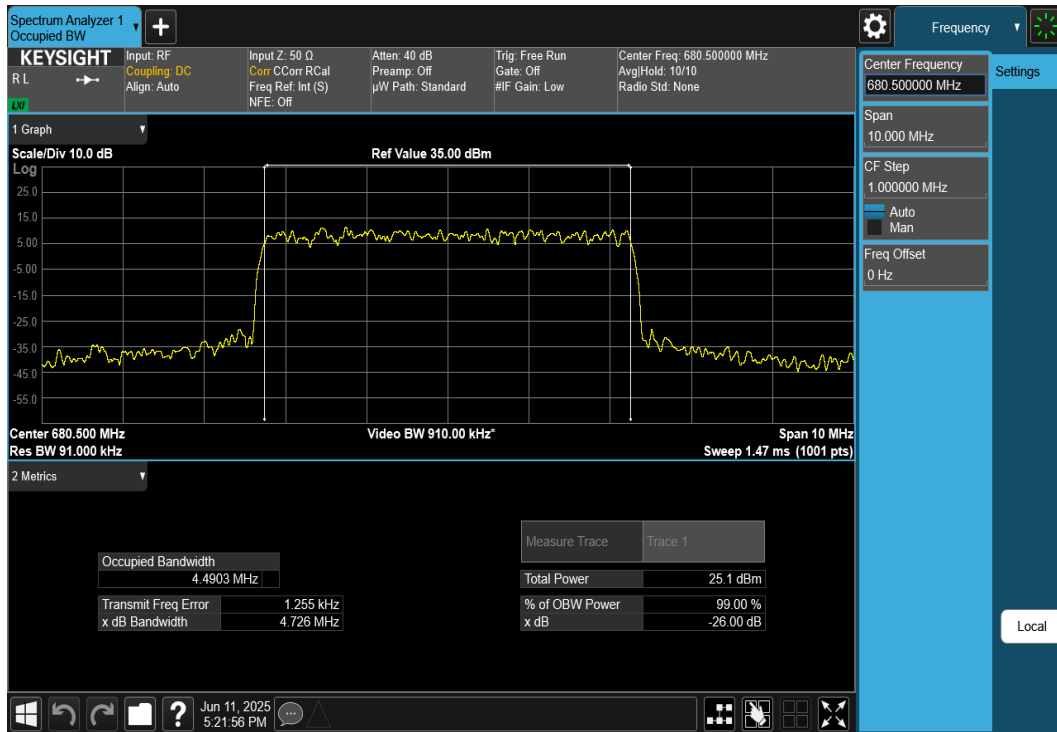 Spectrum Analyzer 1
Occupied BW
Frequency
KEYSIGHT
R L
LXI
Input: RF
Coupling: DC
Align: Auto
Input Z: 50 Ω
Corr CCorr RCal
Freq Ref: Int (S)
NFE: Off
Atten: 40 dB
Preamp: Off
µW Path: Standard
Trig: Free Run
Gate: Off
#IF Gain: Low
Center Freq: 680.500000 MHz
Avg|Hold: 10/10
Radio Std: None
Center Frequency
680.500000 MHz
Settings
Span
10.000 MHz
CF Step
1.000000 MHz
Auto
Man
Freq Offset
0 Hz
1 Graph
Scale/Div 10.0 dB
Ref Value 35.00 dBm
Log
25.0
15.0
5.00
-5.00
-15.0
-25.0
-35.0
-45.0
-55.0
Center 680.500 MHz
Video BW 910.00 kHz*
Span 10 MHz
Res BW 91.000 kHz
Sweep 1.47 ms (1001 pts)
2 Metrics
Measure Trace
Trace 1
Occupied Bandwidth
4.4903 MHz
Total Power
25.1 dBm
Transmit Freq Error
1.255 kHz
% of OBW Power
99.00 %
x dB Bandwidth
4.726 MHz
x dB
-26.00 dB
Local
?
Jun 11, 2025
5:21:56 PM